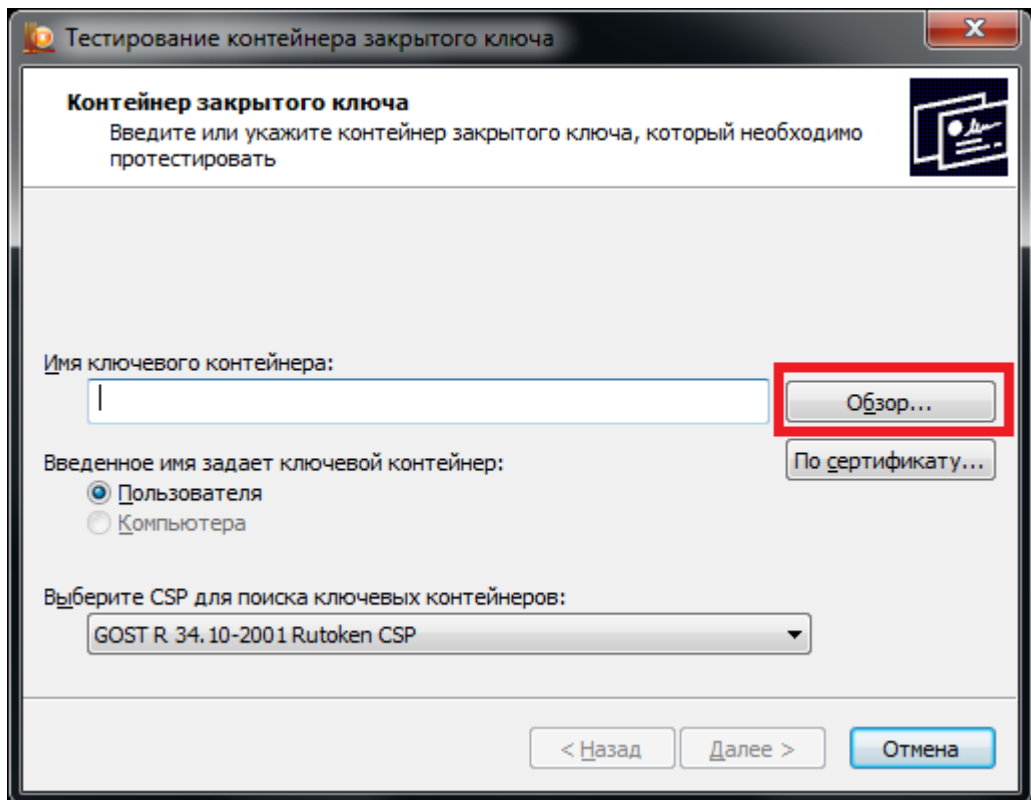 Тестирование контейнера закрытого ключа
Контейнер закрытого ключа
Введите или укажите контейнер закрытого ключа, который необходимо
протестировать
Имя ключевого контейнера:
Обзор...
Введенное имя задает ключевой контейнер:
По сертификату...
Пользователя
Компьютера
Выберите CSP для поиска ключевых контейнеров:
GOST R 34.10-2001 Rutoken CSP
< Назад
Далее >
Отмена